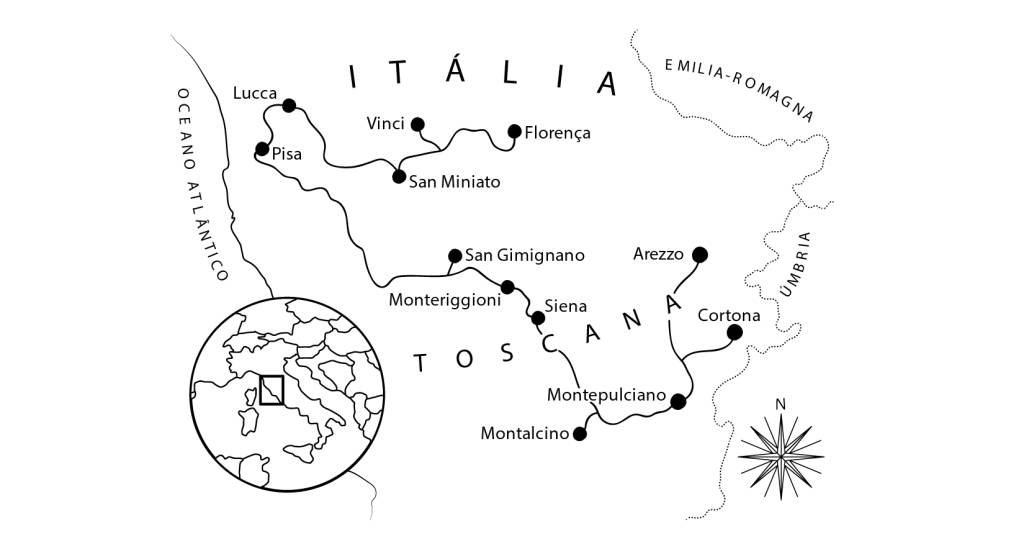 ITÁLIA
EMILIA-ROMAGNA
OCEANO ATLÂNTICO
Lucca
Vinci
Florença
Pisa
San Miniato
ÚMBRIA
San Gimignano
Arezzo
Monteriggioni
Siena
Cortona
TOSCANA
Montepulciano
Montalcino
N